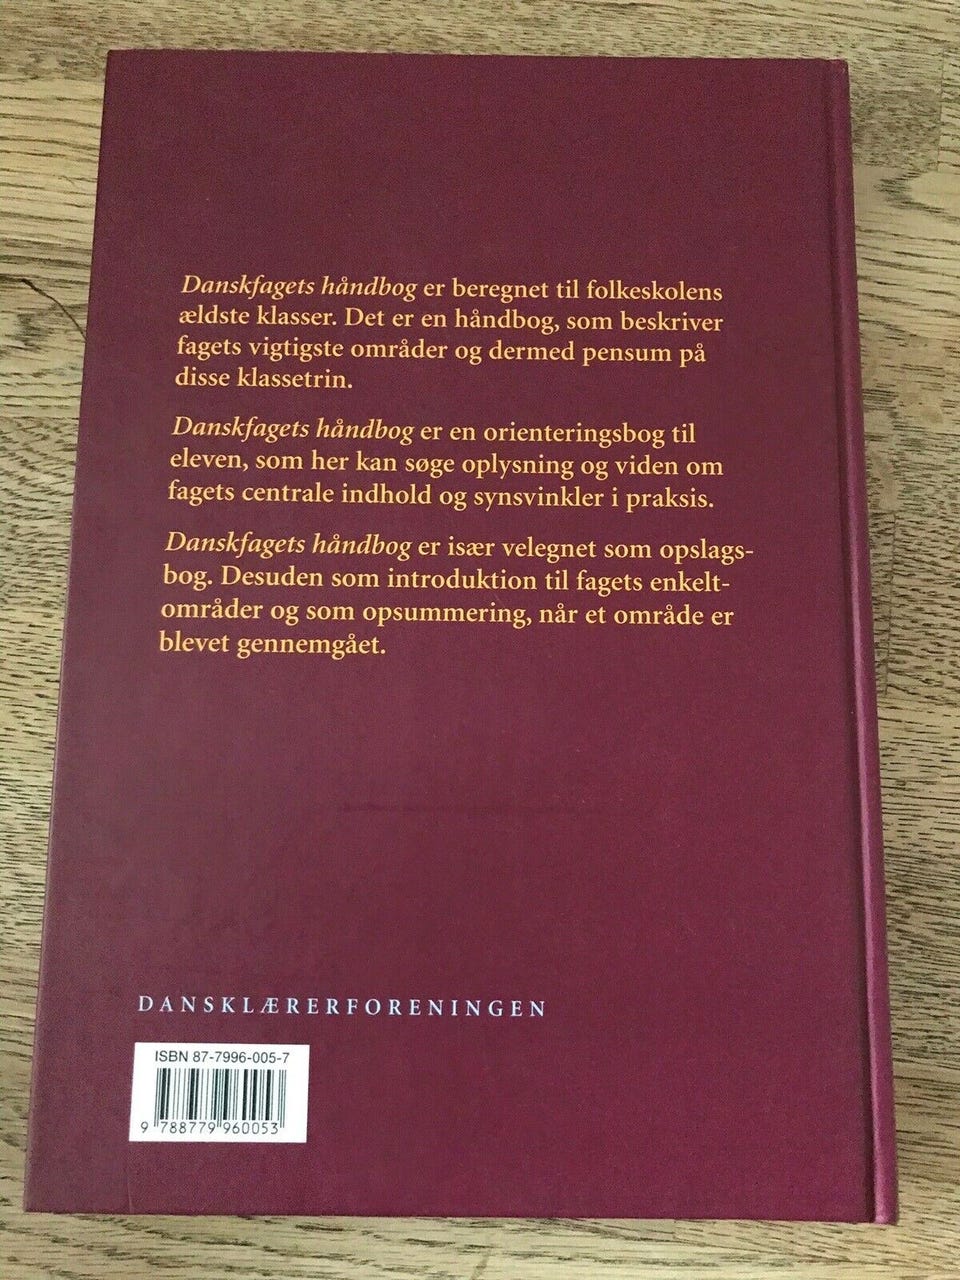 Danskfagets håndbog er beregnet til folkeskolens
ældste klasser. Det er en håndbog, som beskriver
fagets vigtigste områder og dermed pensum på
disse klassetrin.
Danskfagets håndbog er en orienteringsbog til
eleven, som her kan søge oplysning og viden om
fagets centrale indhold og synsvinkler i praksis.
Danskfagets håndbog er især velegnet som opslags-
bog. Desuden som introduktion til fagets enkelt-
områder og som opsummering, når et område er
blevet gennemgået.
DANSKLÆRERFORENINGEN
ISBN 87-7996-005-7
9 788779 960053